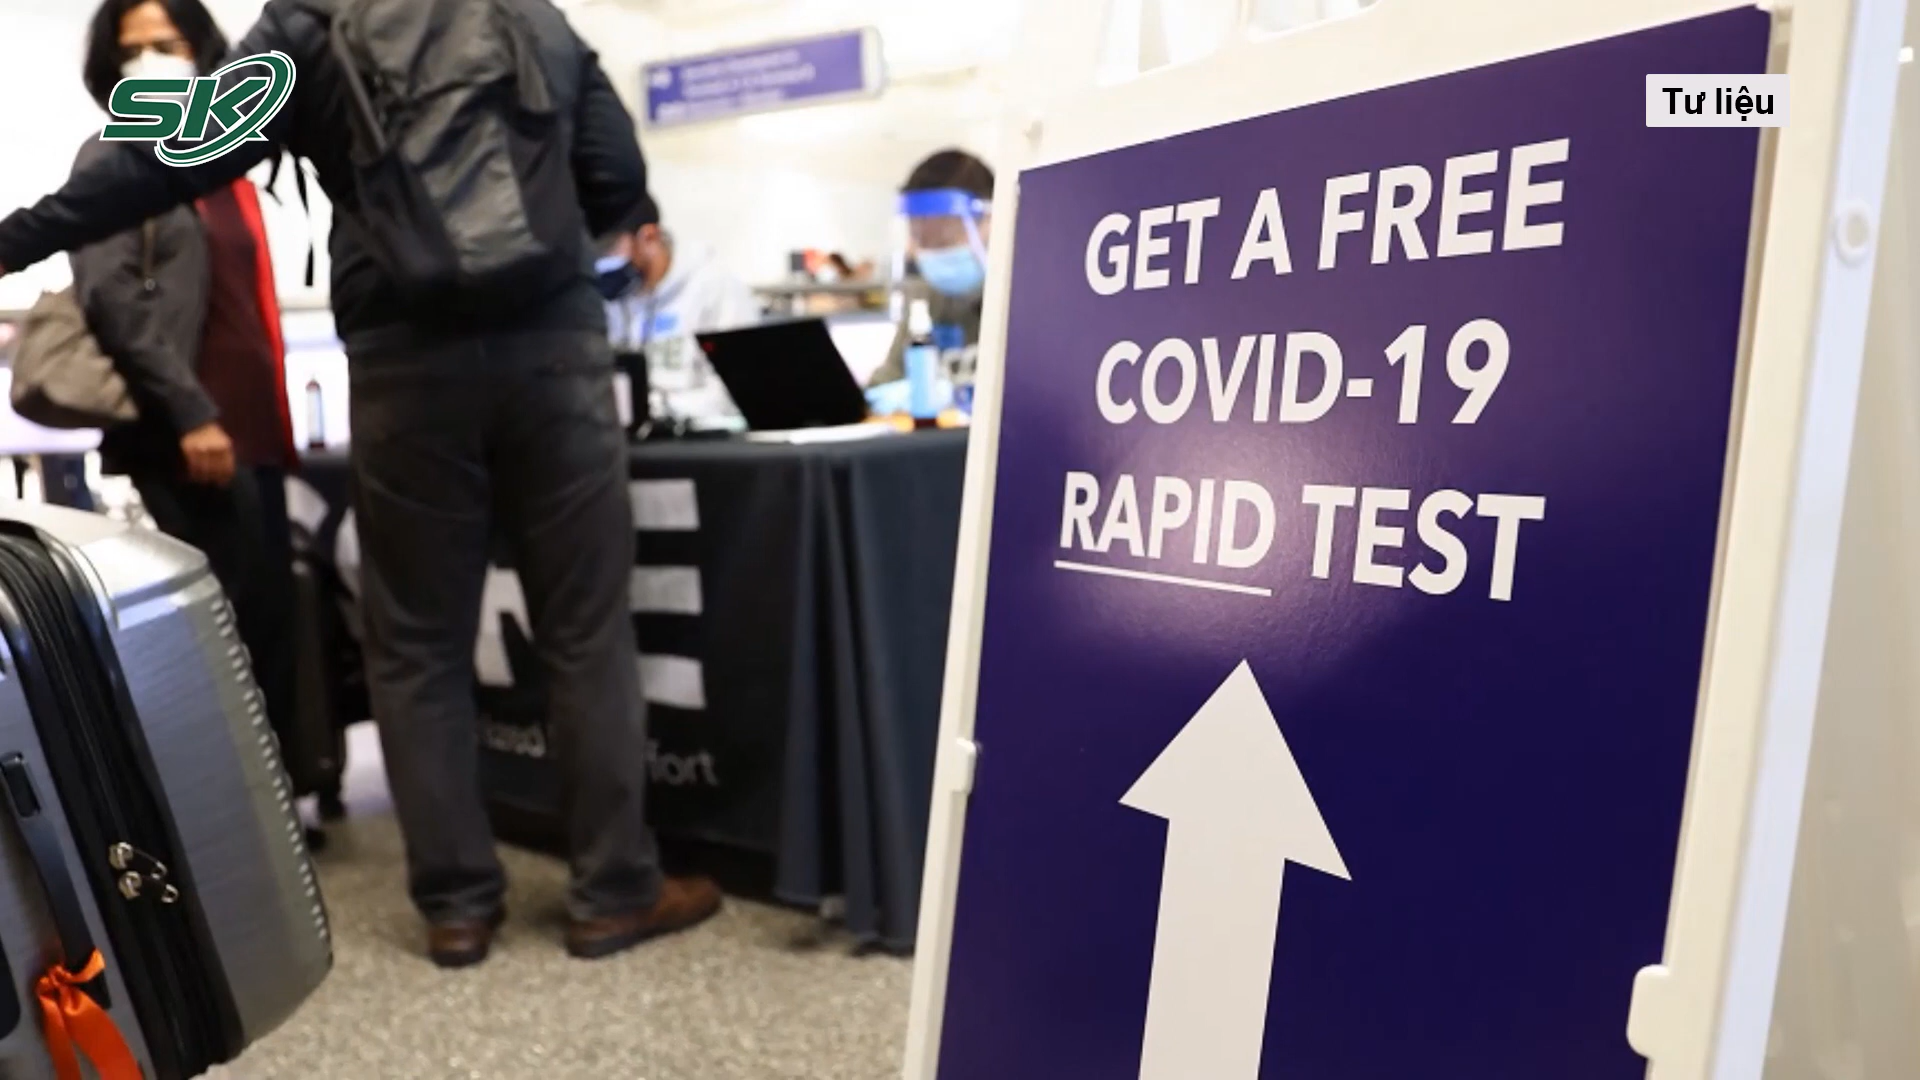 SK
Tư liệu
GET A FREE
COVID-19
RAPID TEST